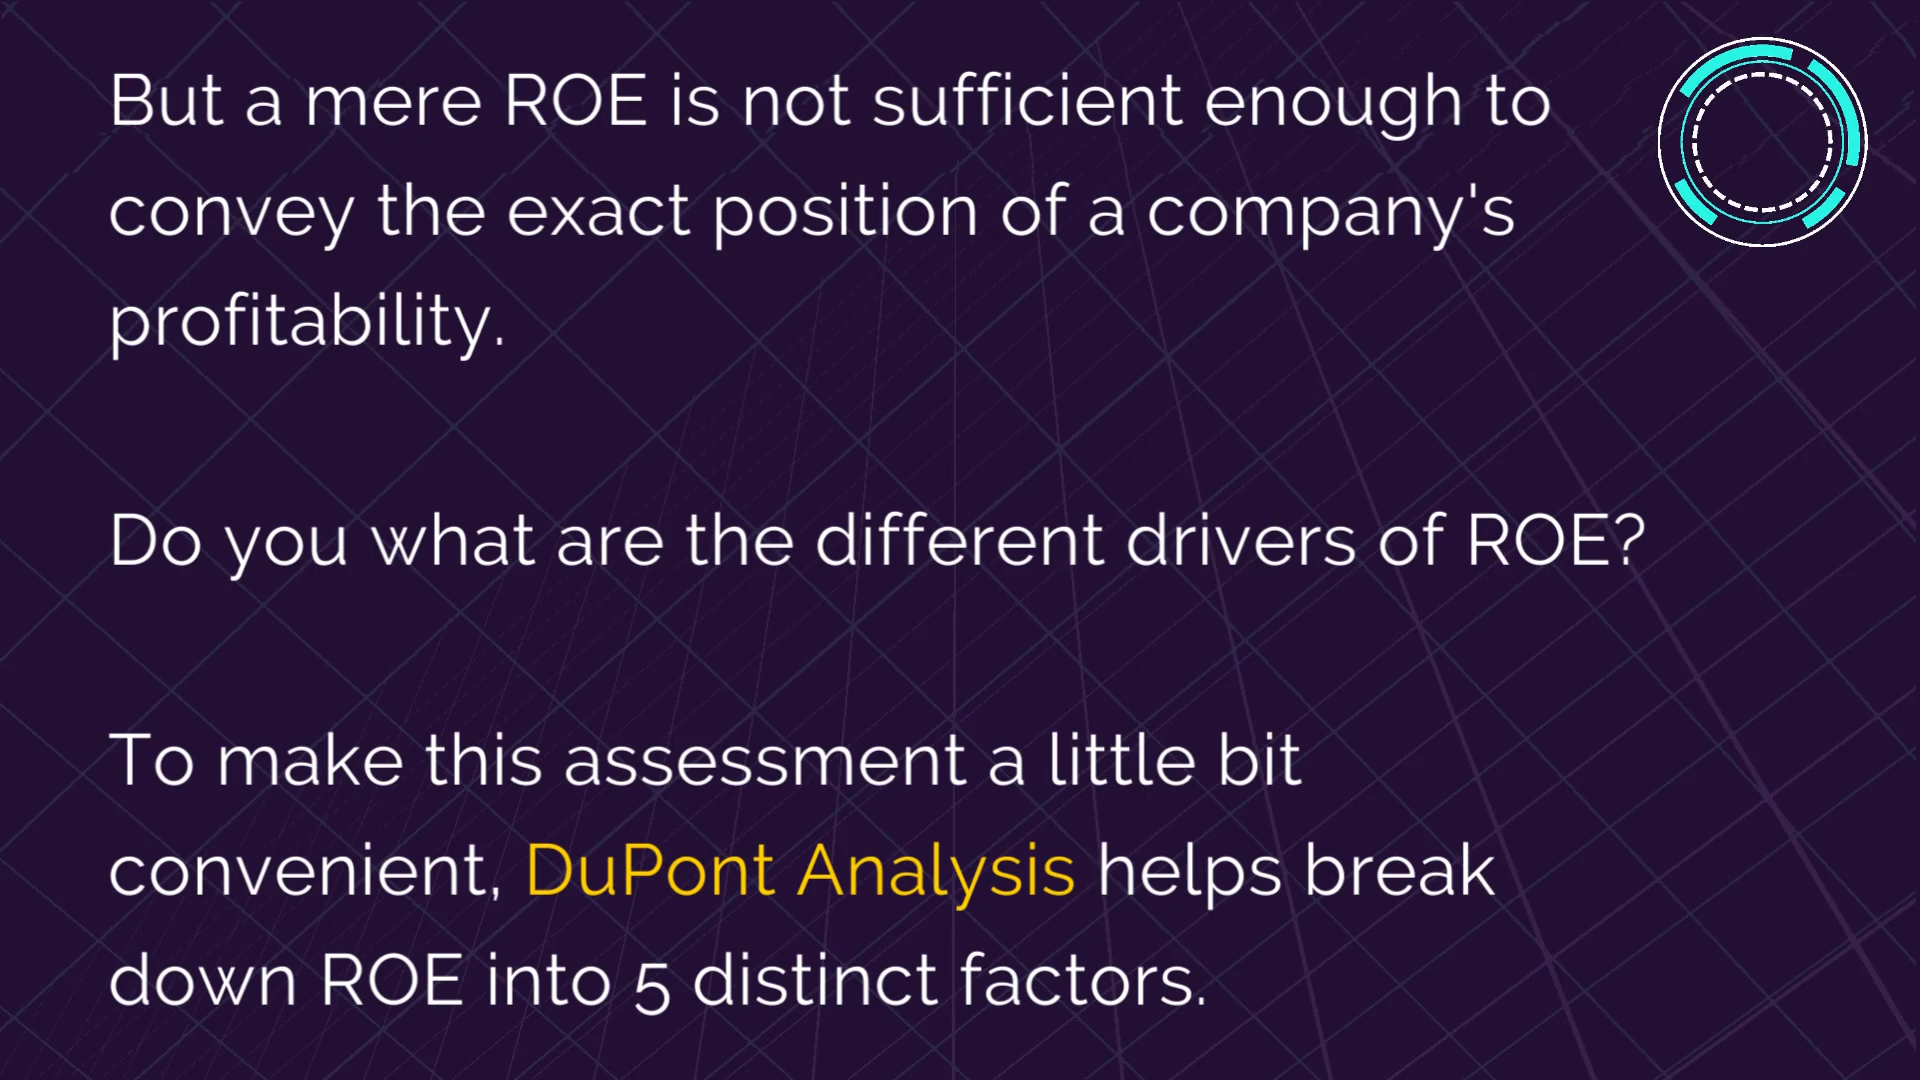 But a mere ROE is not sufficient enough to
convey the exact position of a company's
profitability.
Do you what are the different drivers of ROE?
To make this assessment a little bit
convenient, DuPont Analysis helps break
down ROE into 5 distinct factors.